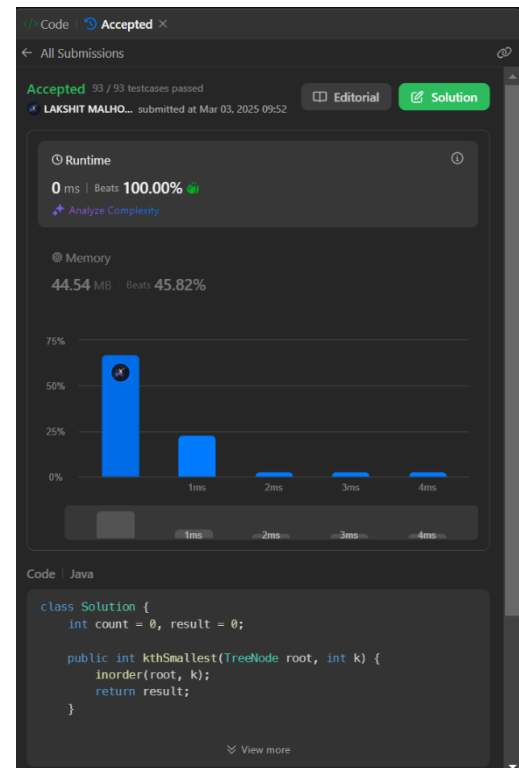 </> Code | Accepted ×
← All Submissions
Accepted 93 / 93 testcases passed
LAKSHIT MALHO... submitted at Mar 03, 2025 09:52
Editorial
Solution
Runtime
0 ms | Beats 100.00%
Analyze Complexity
Memory
44.54 MB | Beats 45.82%
75%
50%
25%
0%
1ms 2ms 3ms 4ms
1ms 2ms 3ms 4ms
Code | Java
class Solution {
    int count = 0, result = 0;
    public int kthSmallest(TreeNode root, int k) {
        inorder(root, k);
        return result;
    }
View more